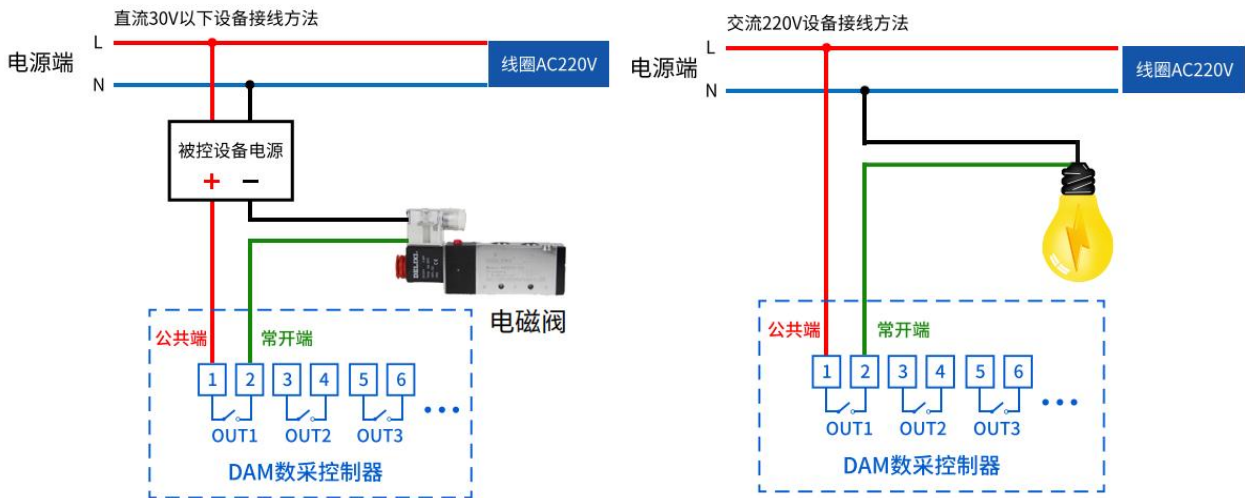 直流30V以下设备接线方法
L
电源端
线圈AC220V
N
被控设备电源
+ −
DELIXI
电磁阀
公共端 常开端
1 2 3 4 5 6
OUT1 OUT2 OUT3
DAM数采控制器
交流220V设备接线方法
L
电源端
线圈AC220V
N
公共端 常开端
1 2 3 4 5 6
OUT1 OUT2 OUT3
DAM数采控制器